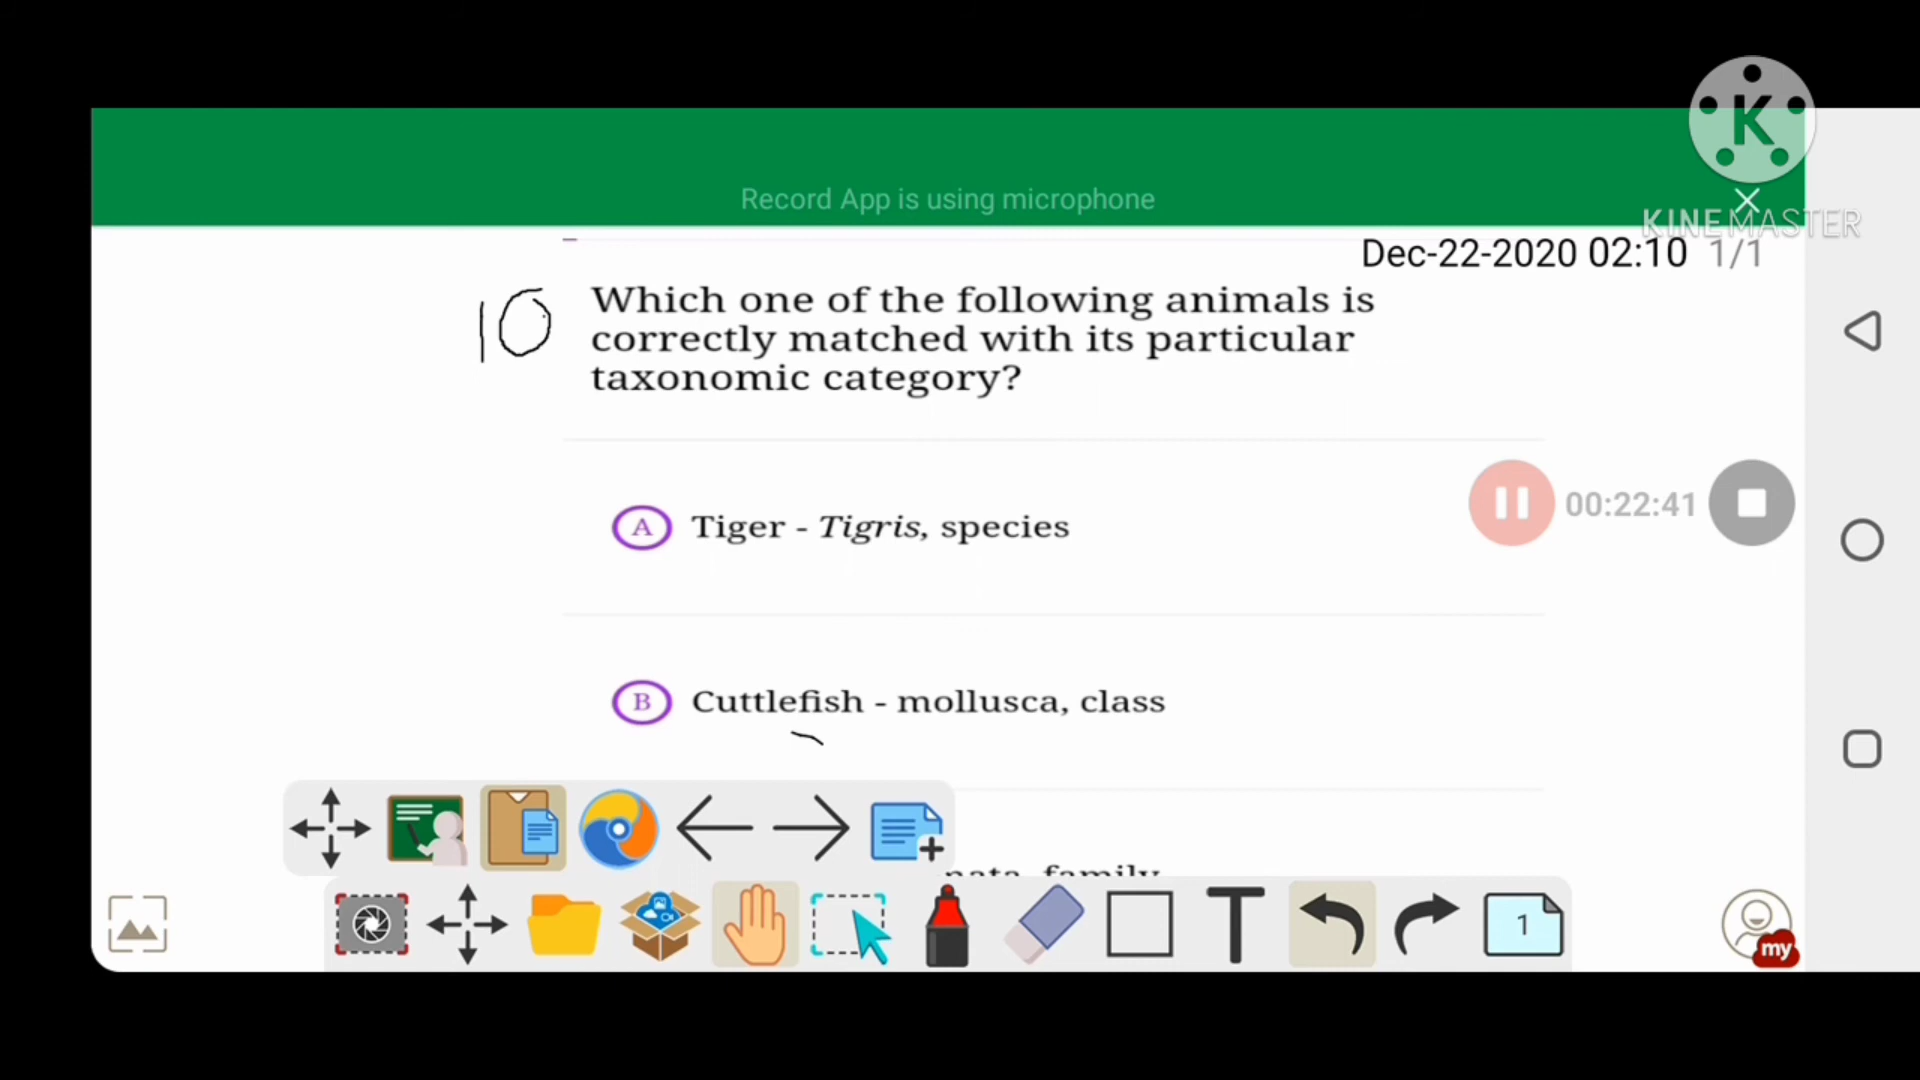 K
Record App is using microphone
KINEMASTER
Dec-22-2020 02:10 1/1
10 Which one of the following animals is
correctly matched with its particular
taxonomic category?
A Tiger - Tigris, species
00:22:41
B Cuttlefish - mollusca, class
family
T
1
my